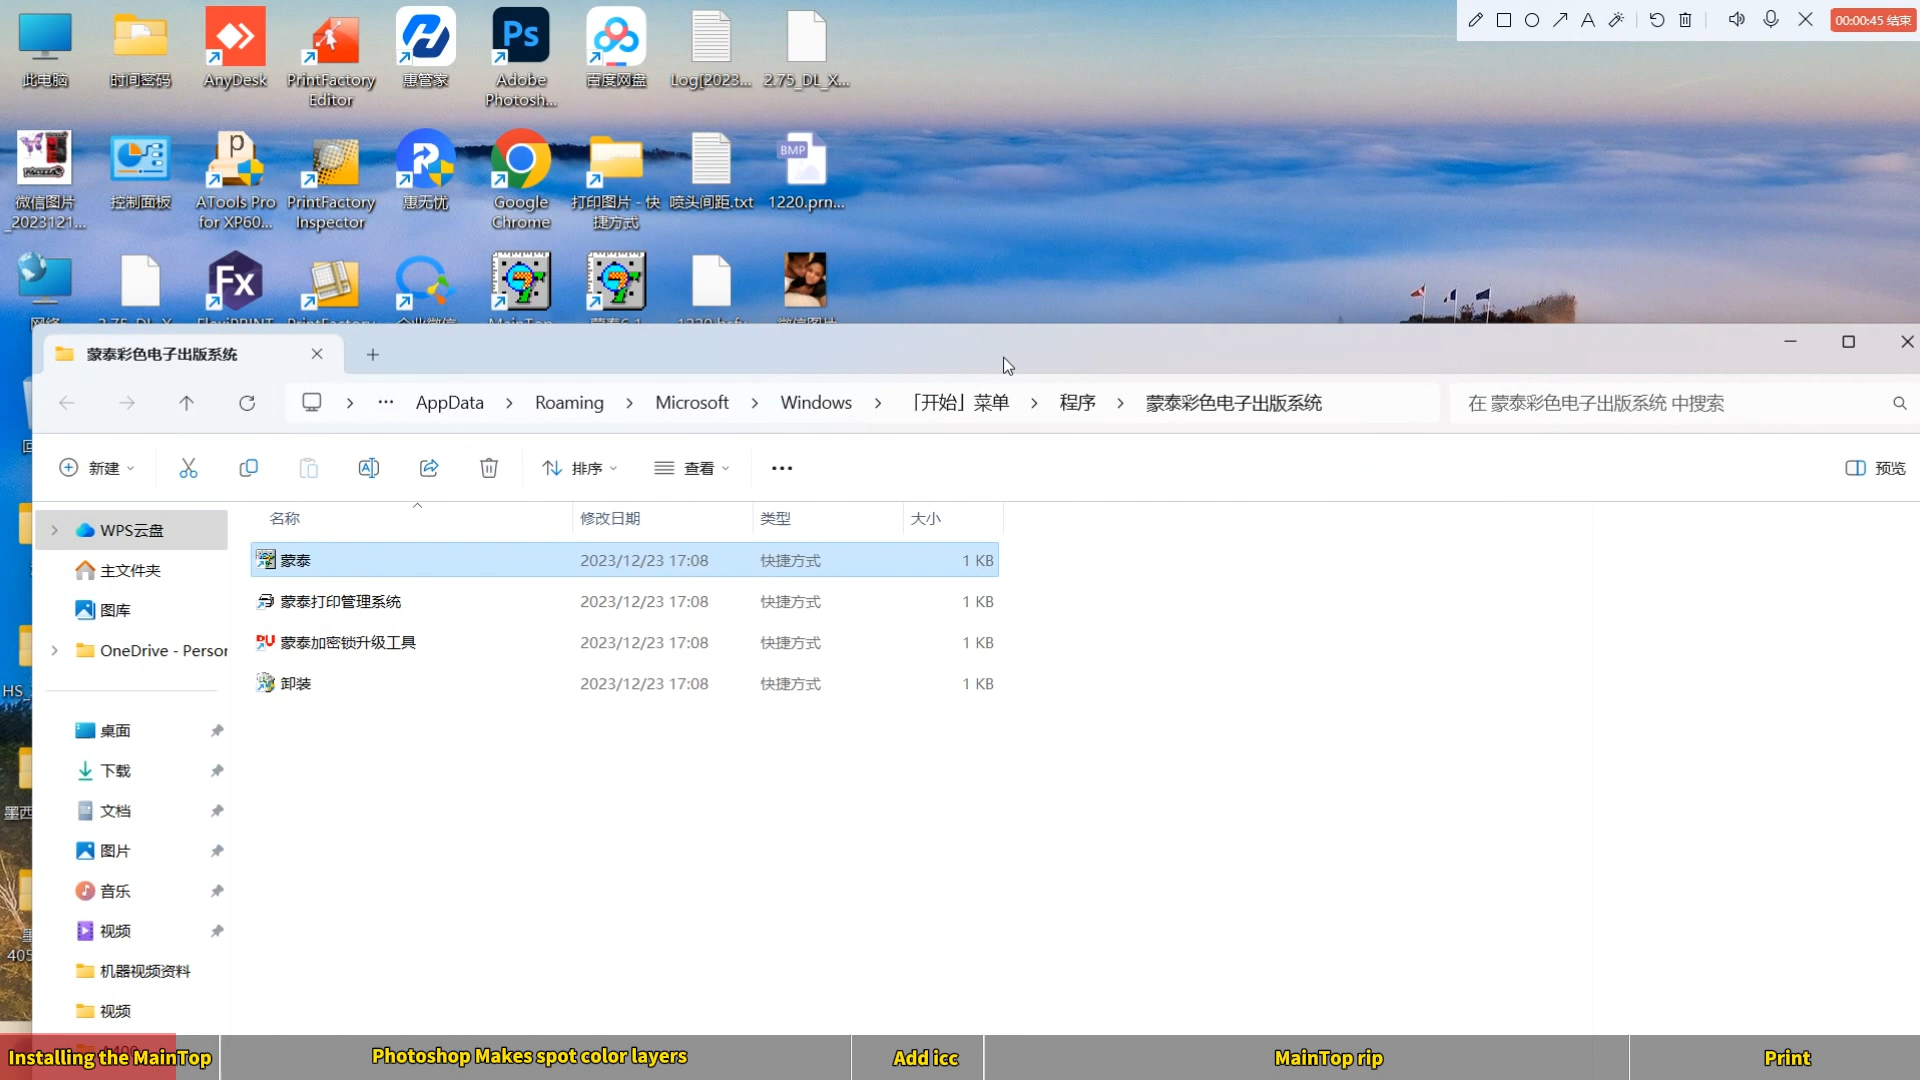 00:00:45 结束
此电脑
时间密码
AnyDesk
PrintFactory
Editor
惠管家
Ps
Adobe
Photosh...
百度网盘
Log[2023...
2.75_DL_X...
微信图片
_2023121...
控制面板
ATools Pro
for XP60...
PrintFactory
Inspector
惠无忧
Google
Chrome
打印图片 - 快
捷方式
喷头间距.txt
BMP
1220.prn...
Fx
蒙泰彩色电子出版系统
AppData
Roaming
Microsoft
Windows
「开始」菜单
程序
蒙泰彩色电子出版系统
在 蒙泰彩色电子出版系统 中搜索
新建
排序
查看
预览
名称
修改日期
类型
大小
蒙泰 2023/12/23 17:08 快捷方式 1 KB
蒙泰打印管理系统 2023/12/23 17:08 快捷方式 1 KB
蒙泰加密锁升级工具 2023/12/23 17:08 快捷方式 1 KB
卸装 2023/12/23 17:08 快捷方式 1 KB
WPS云盘
主文件夹
图库
OneDrive - Person
桌面
下载
文档
图片
音乐
视频
机器视频资料
视频
HS_
405
Installing the MainTop
Photoshop Makes spot color layers
Add icc
MainTop rip
Print